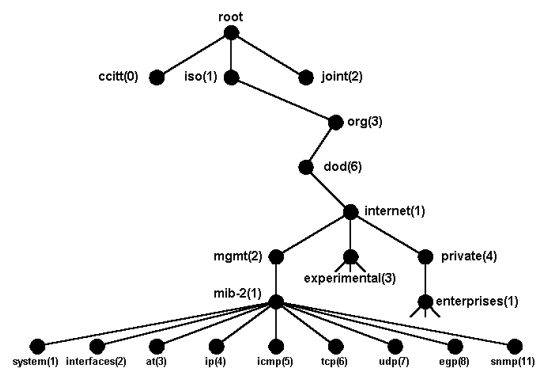 root
ccitt(0)
iso(1)
joint(2)
org(3)
dod(6)
internet(1)
mgmt(2)
experimental(3)
private(4)
mib-2(1)
enterprises(1)
system(1)
interfaces(2)
at(3)
ip(4)
icmp(5)
tcp(6)
udp(7)
egp(8)
snmp(11)